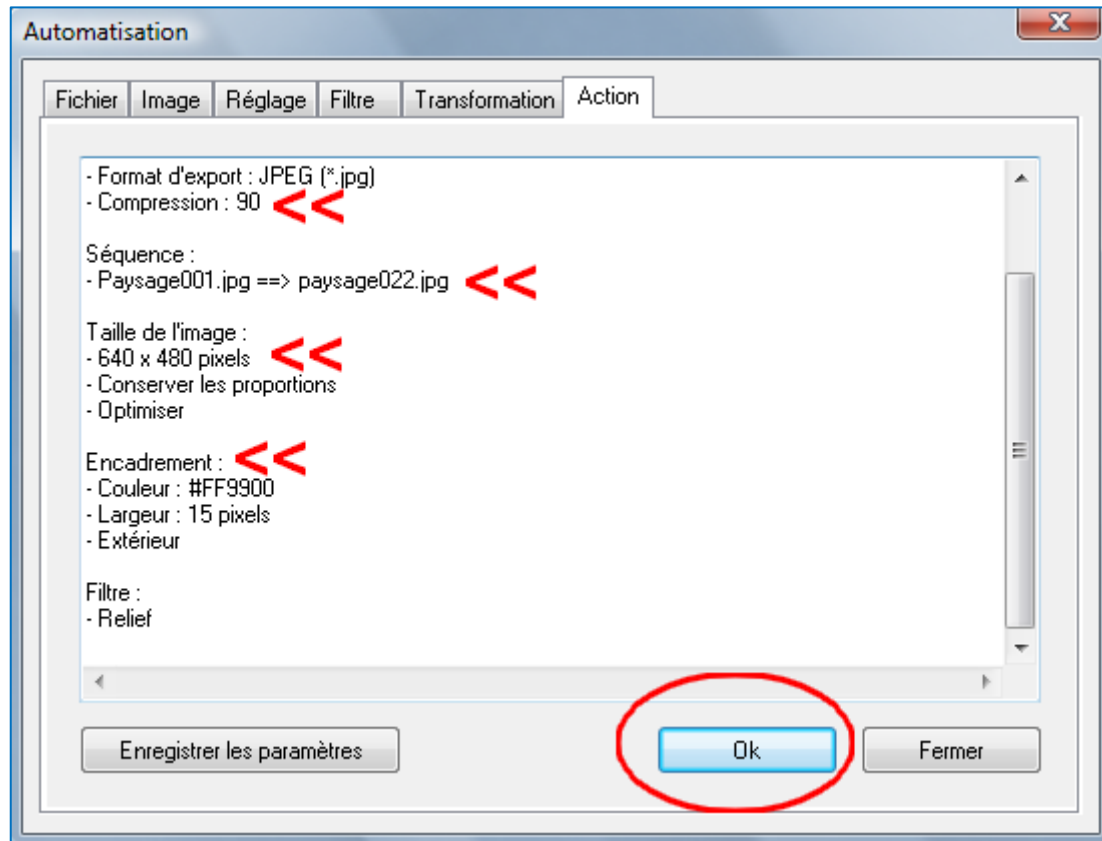 Automatisation
Fichier Image Réglage Filtre Transformation Action
- Format d'export : JPEG (*.jpg)
- Compression : 90 <<
Séquence :
- Paysage001.jpg ==> paysage022.jpg <<
Taille de l'image :
- 640 x 480 pixels <<
- Conserver les proportions
- Optimiser
Encadrement : <<
- Couleur : #FF9900
- Largeur : 15 pixels
- Extérieur
Filtre :
- Relief
Enregistrer les paramètres Ok Fermer